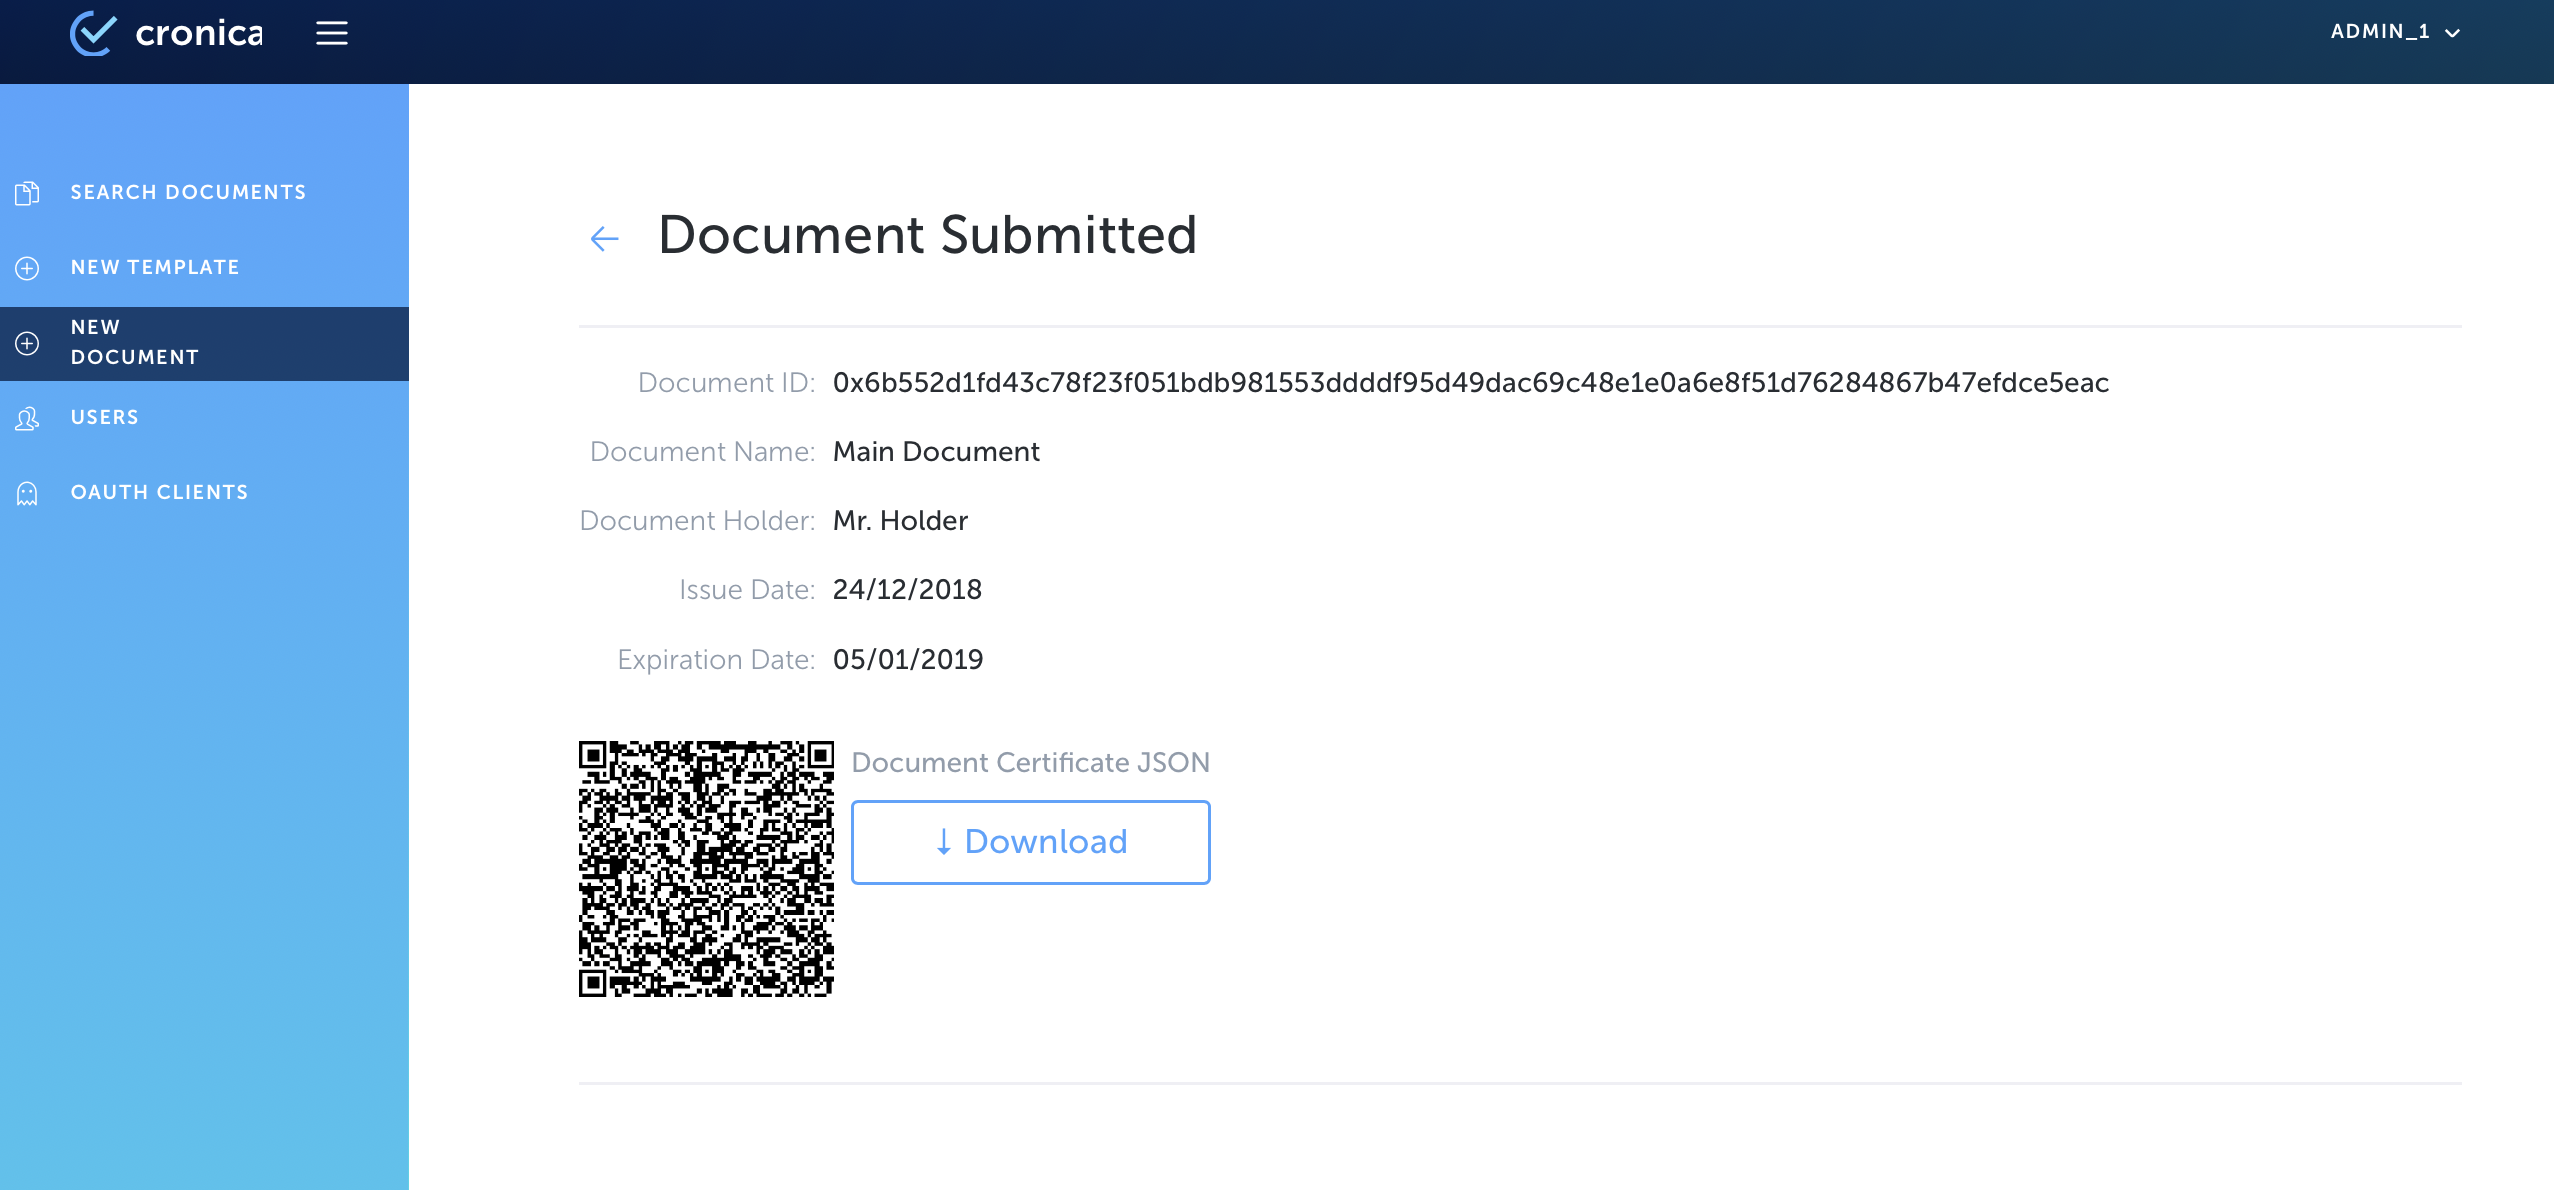 cronica
ADMIN_1
SEARCH DOCUMENTS
NEW TEMPLATE
NEW
DOCUMENT
USERS
OAUTH CLIENTS
Document Submitted
Document ID: 0x6b552d1fd43c78f23f051bdb981553ddddf95d49dac69c48e1e0a6e8f51d76284867b47efdce5eac
Document Name: Main Document
Document Holder: Mr. Holder
Issue Date: 24/12/2018
Expiration Date: 05/01/2019
Document Certificate JSON
↓ Download